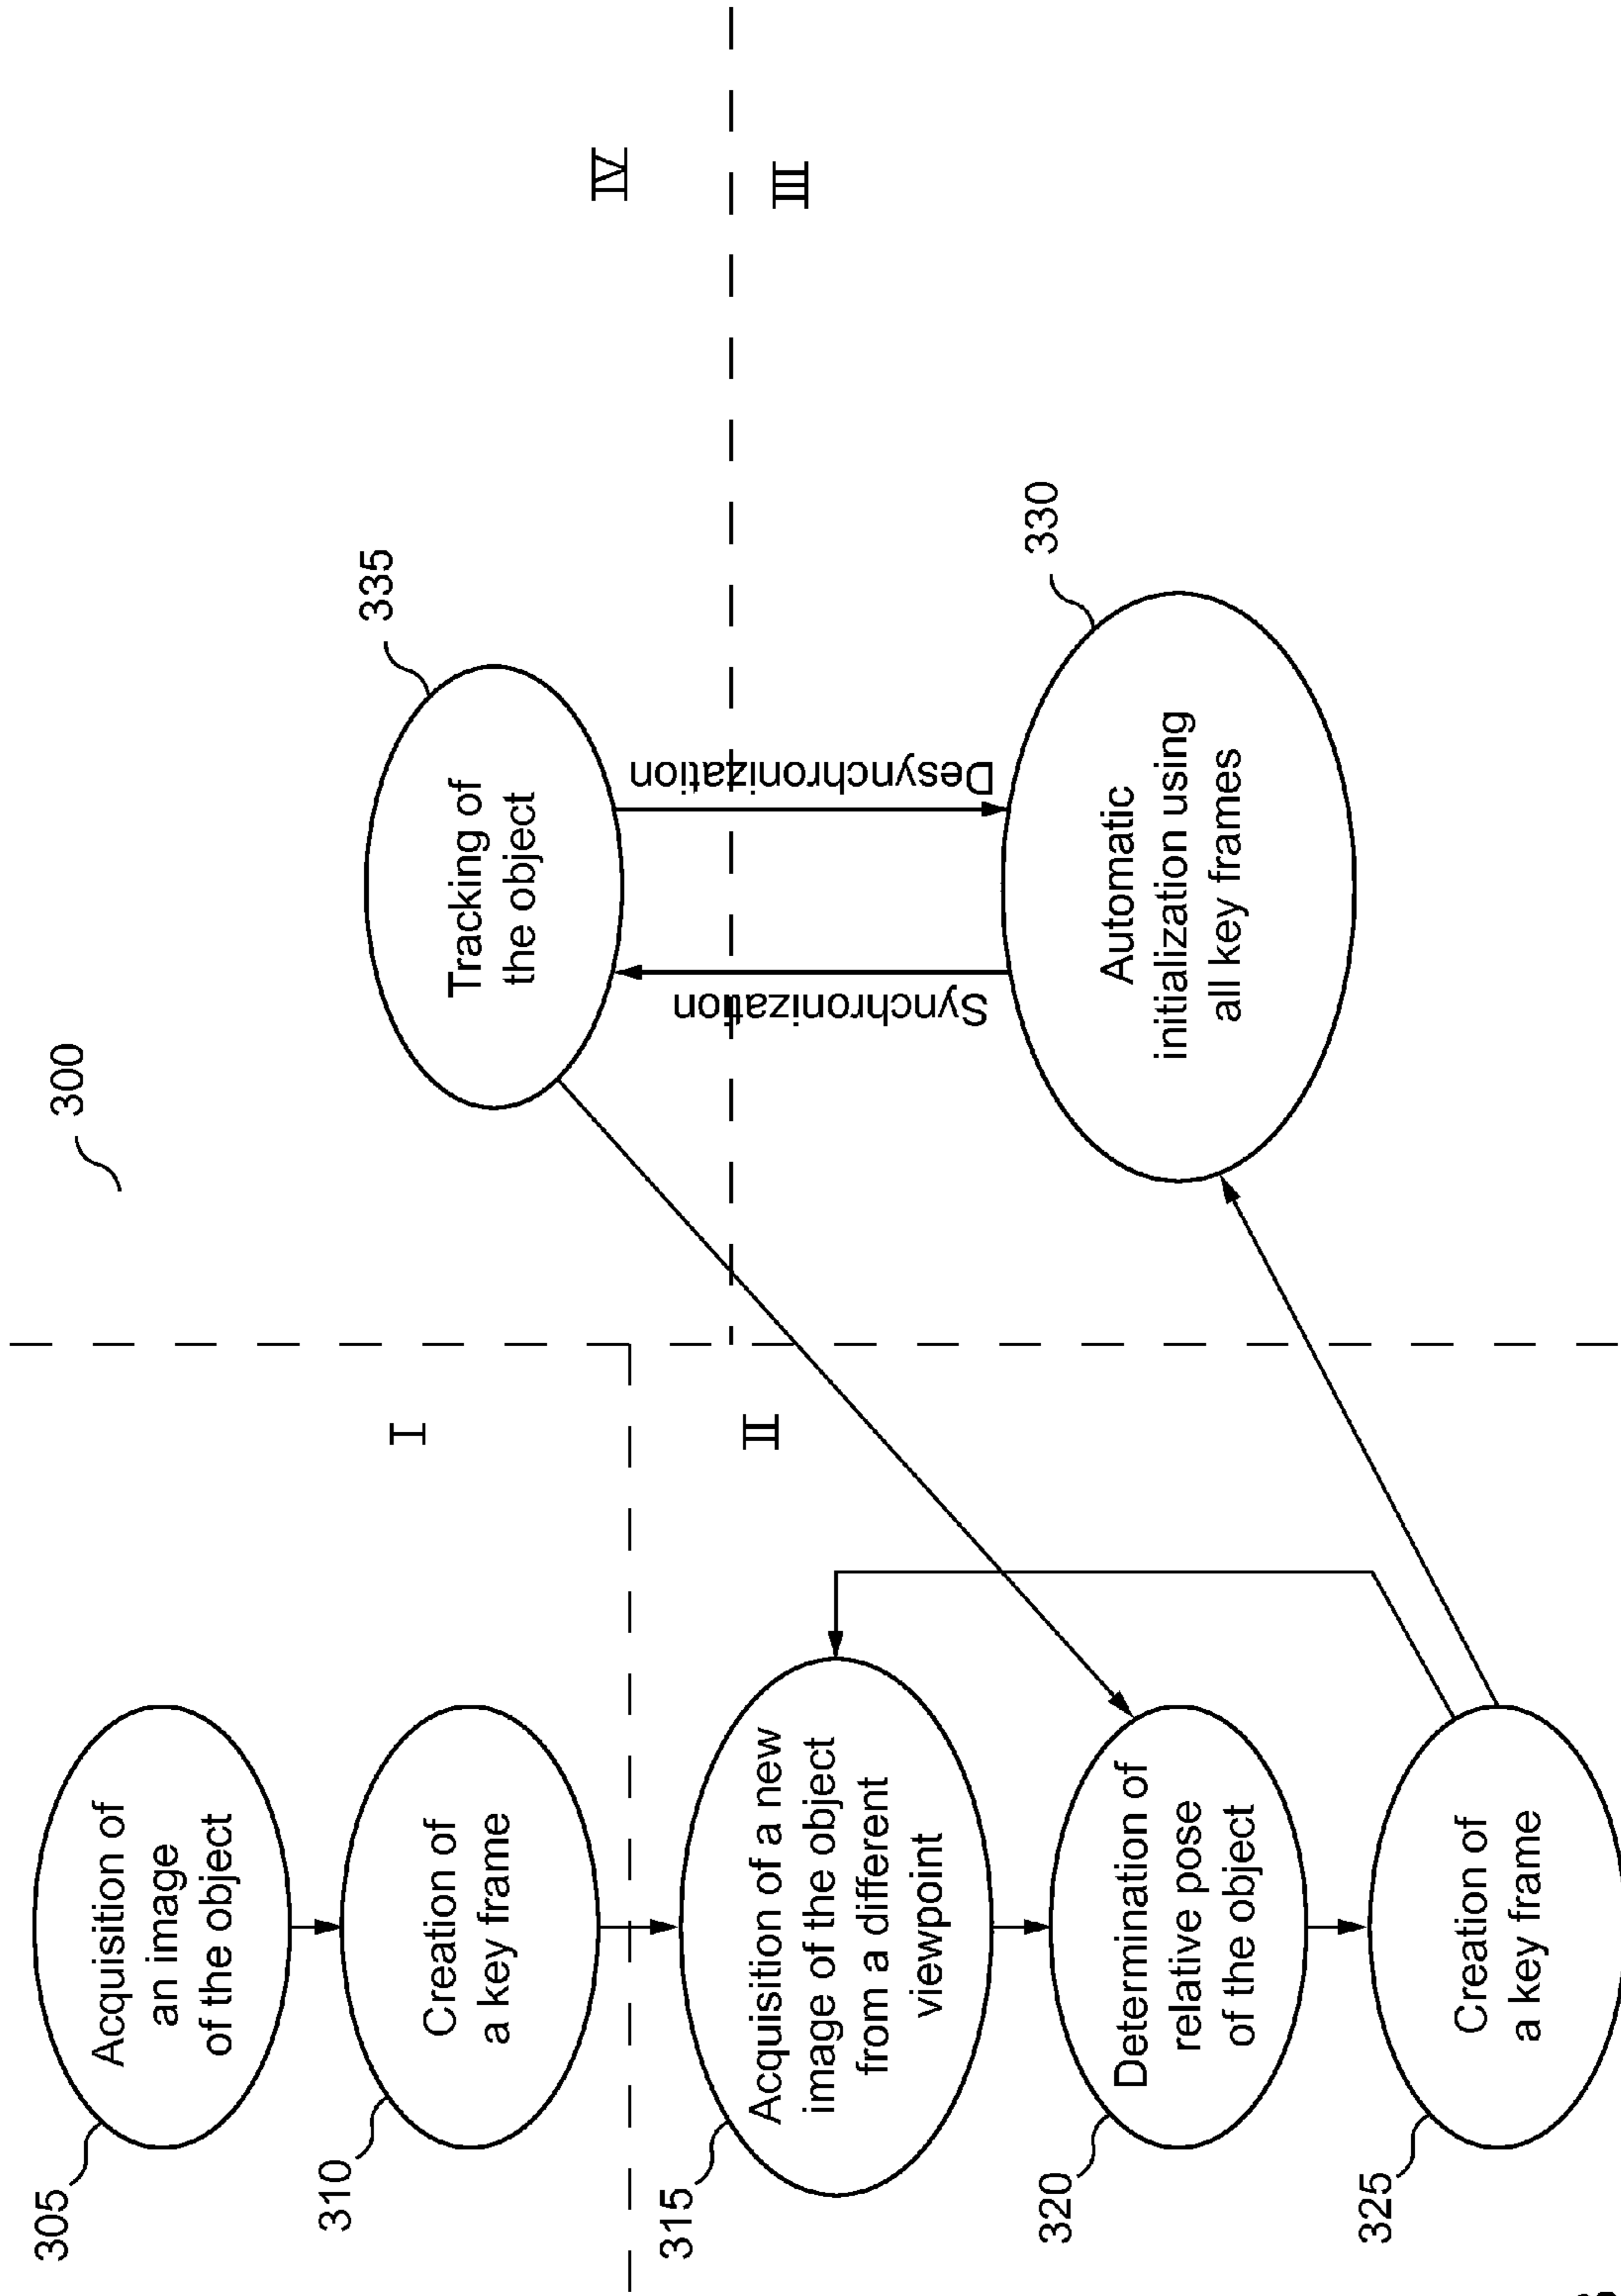 300
305
Acquisition of
an image
of the object
310
Creation of
a key frame
I
II
315
Acquisition of a new
image of the object
from a different
viewpoint
320
Determination of
relative pose
of the object
325
Creation of
a key frame
335
Tracking of
the object
IV
III
Synchronization
Desynchronization
330
Automatic
initialization using
all key frames